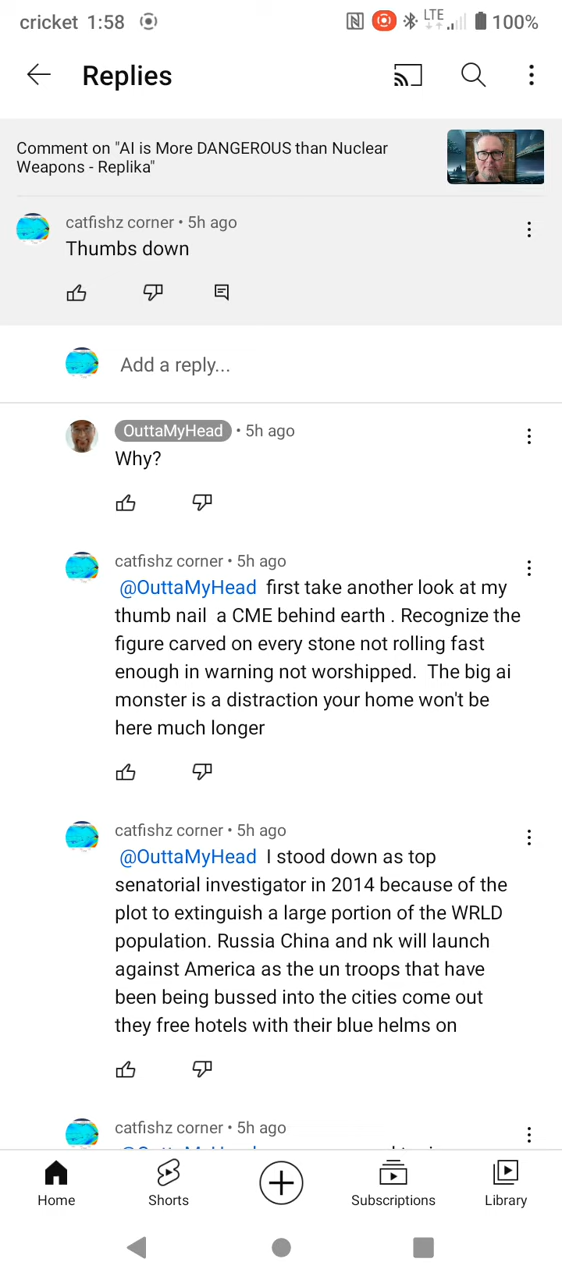 cricket 1:58 LTE 100%
Replies
Comment on "AI is More DANGEROUS than Nuclear
Weapons - Replika"
catfishz corner • 5h ago
Thumbs down
Add a reply...
OuttaMyHead • 5h ago
Why?
catfishz corner • 5h ago
@OuttaMyHead first take another look at my
thumb nail a CME behind earth . Recognize the
figure carved on every stone not rolling fast
enough in warning not worshipped. The big ai
monster is a distraction your home won't be
here much longer
catfishz corner • 5h ago
@OuttaMyHead I stood down as top
senatorial investigator in 2014 because of the
plot to extinguish a large portion of the WRLD
population. Russia China and nk will launch
against America as the un troops that have
been being bussed into the cities come out
they free hotels with their blue helms on
catfishz corner • 5h ago
Home Shorts Subscriptions Library